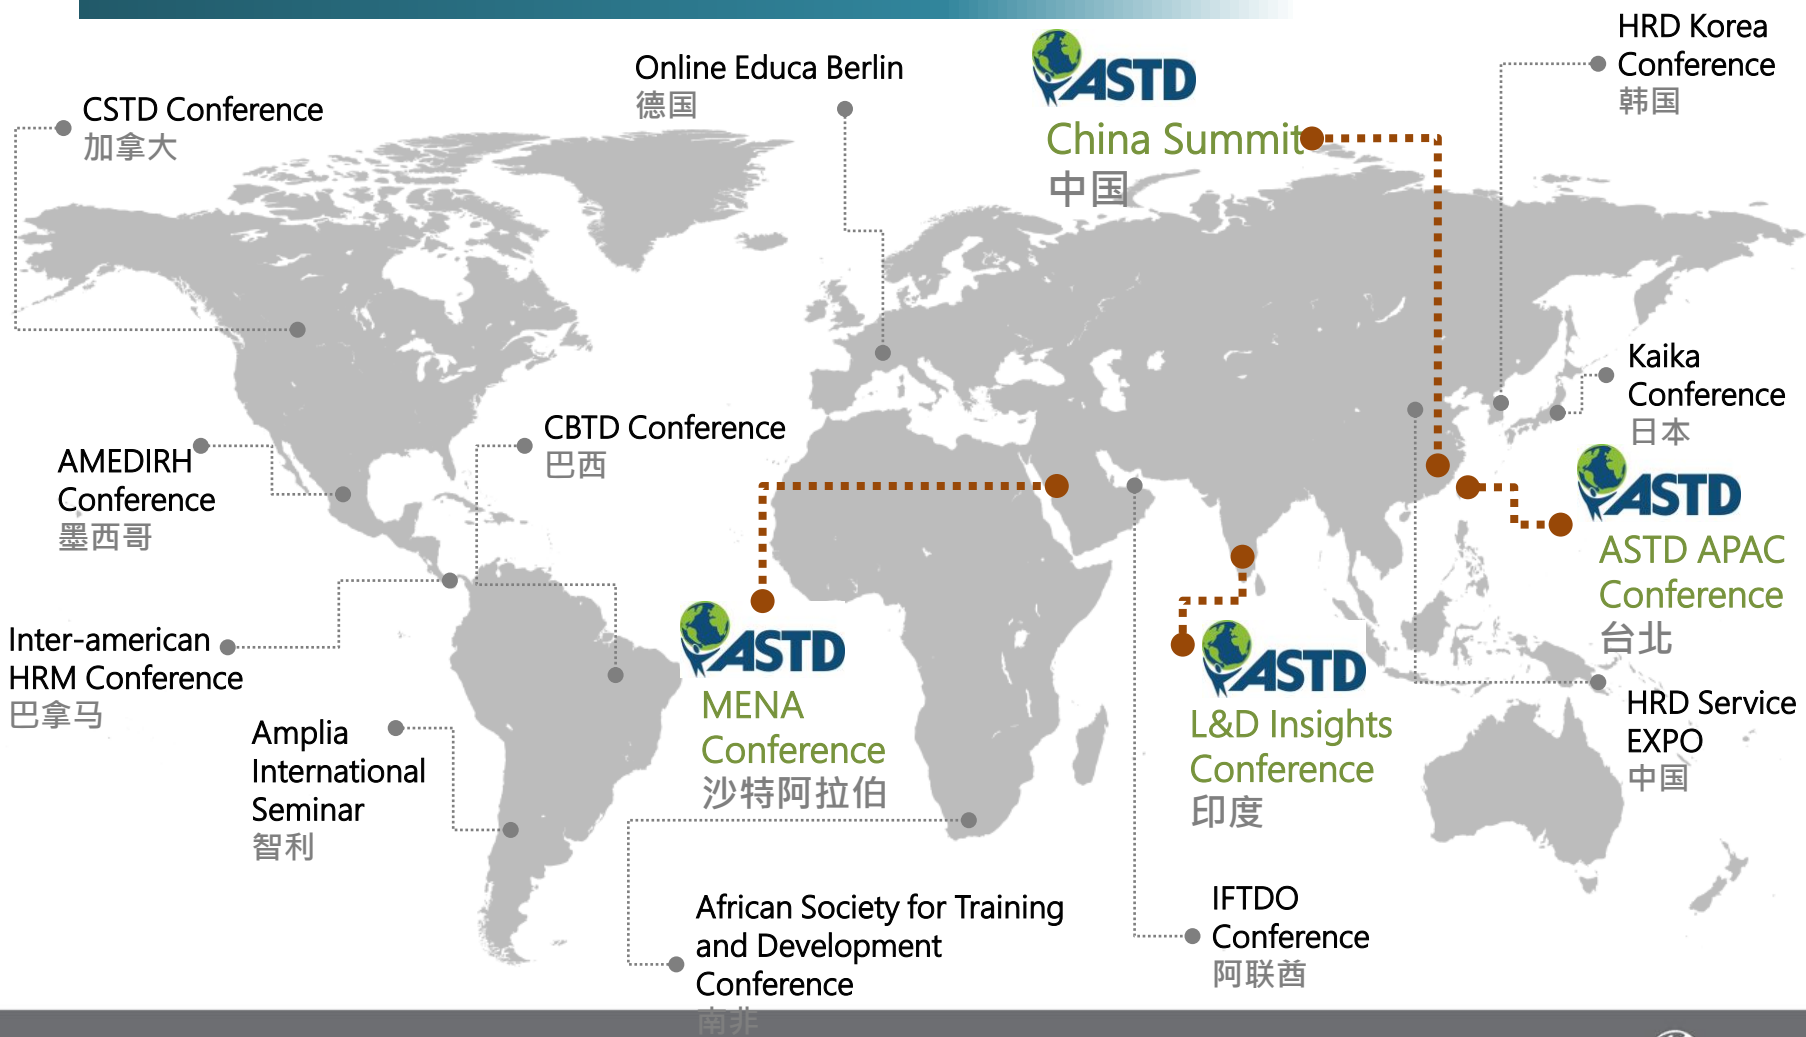 HRD Korea
Conference
韩国
Online Educa Berlin
德国
ASTD
China Summit
中国
CSTD Conference
加拿大
Kaika
Conference
日本
CBTD Conference
巴西
AMEDIRH
Conference
墨西哥
ASTD
ASTD APAC
Conference
台北
Inter-american
HRM Conference
巴拿马
ASTD
MENA
Conference
沙特阿拉伯
ASTD
L&D Insights
Conference
印度
HRD Service
EXPO
中国
Amplia
International
Seminar
智利
African Society for Training
and Development
Conference
南非
IFTDO
Conference
阿联酋